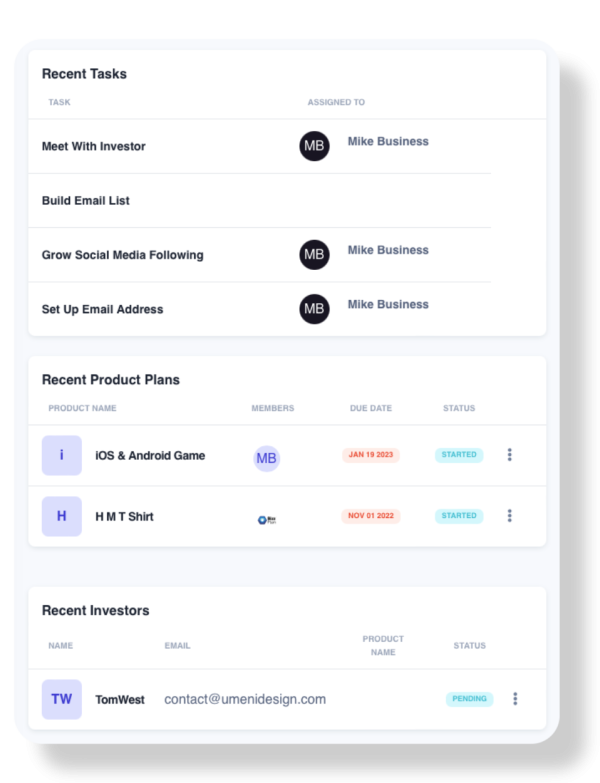 Recent Tasks
TASK ASSIGNED TO
Meet With Investor MB Mike Business
Build Email List
Grow Social Media Following MB Mike Business
Set Up Email Address MB Mike Business
Recent Product Plans
PRODUCT NAME MEMBERS DUE DATE STATUS
i iOS & Android Game MB JAN 19 2023 STARTED
H H M T Shirt NOV 01 2022 STARTED
Recent Investors
NAME EMAIL PRODUCT NAME STATUS
TW TomWest contact@umenidesign.com PENDING